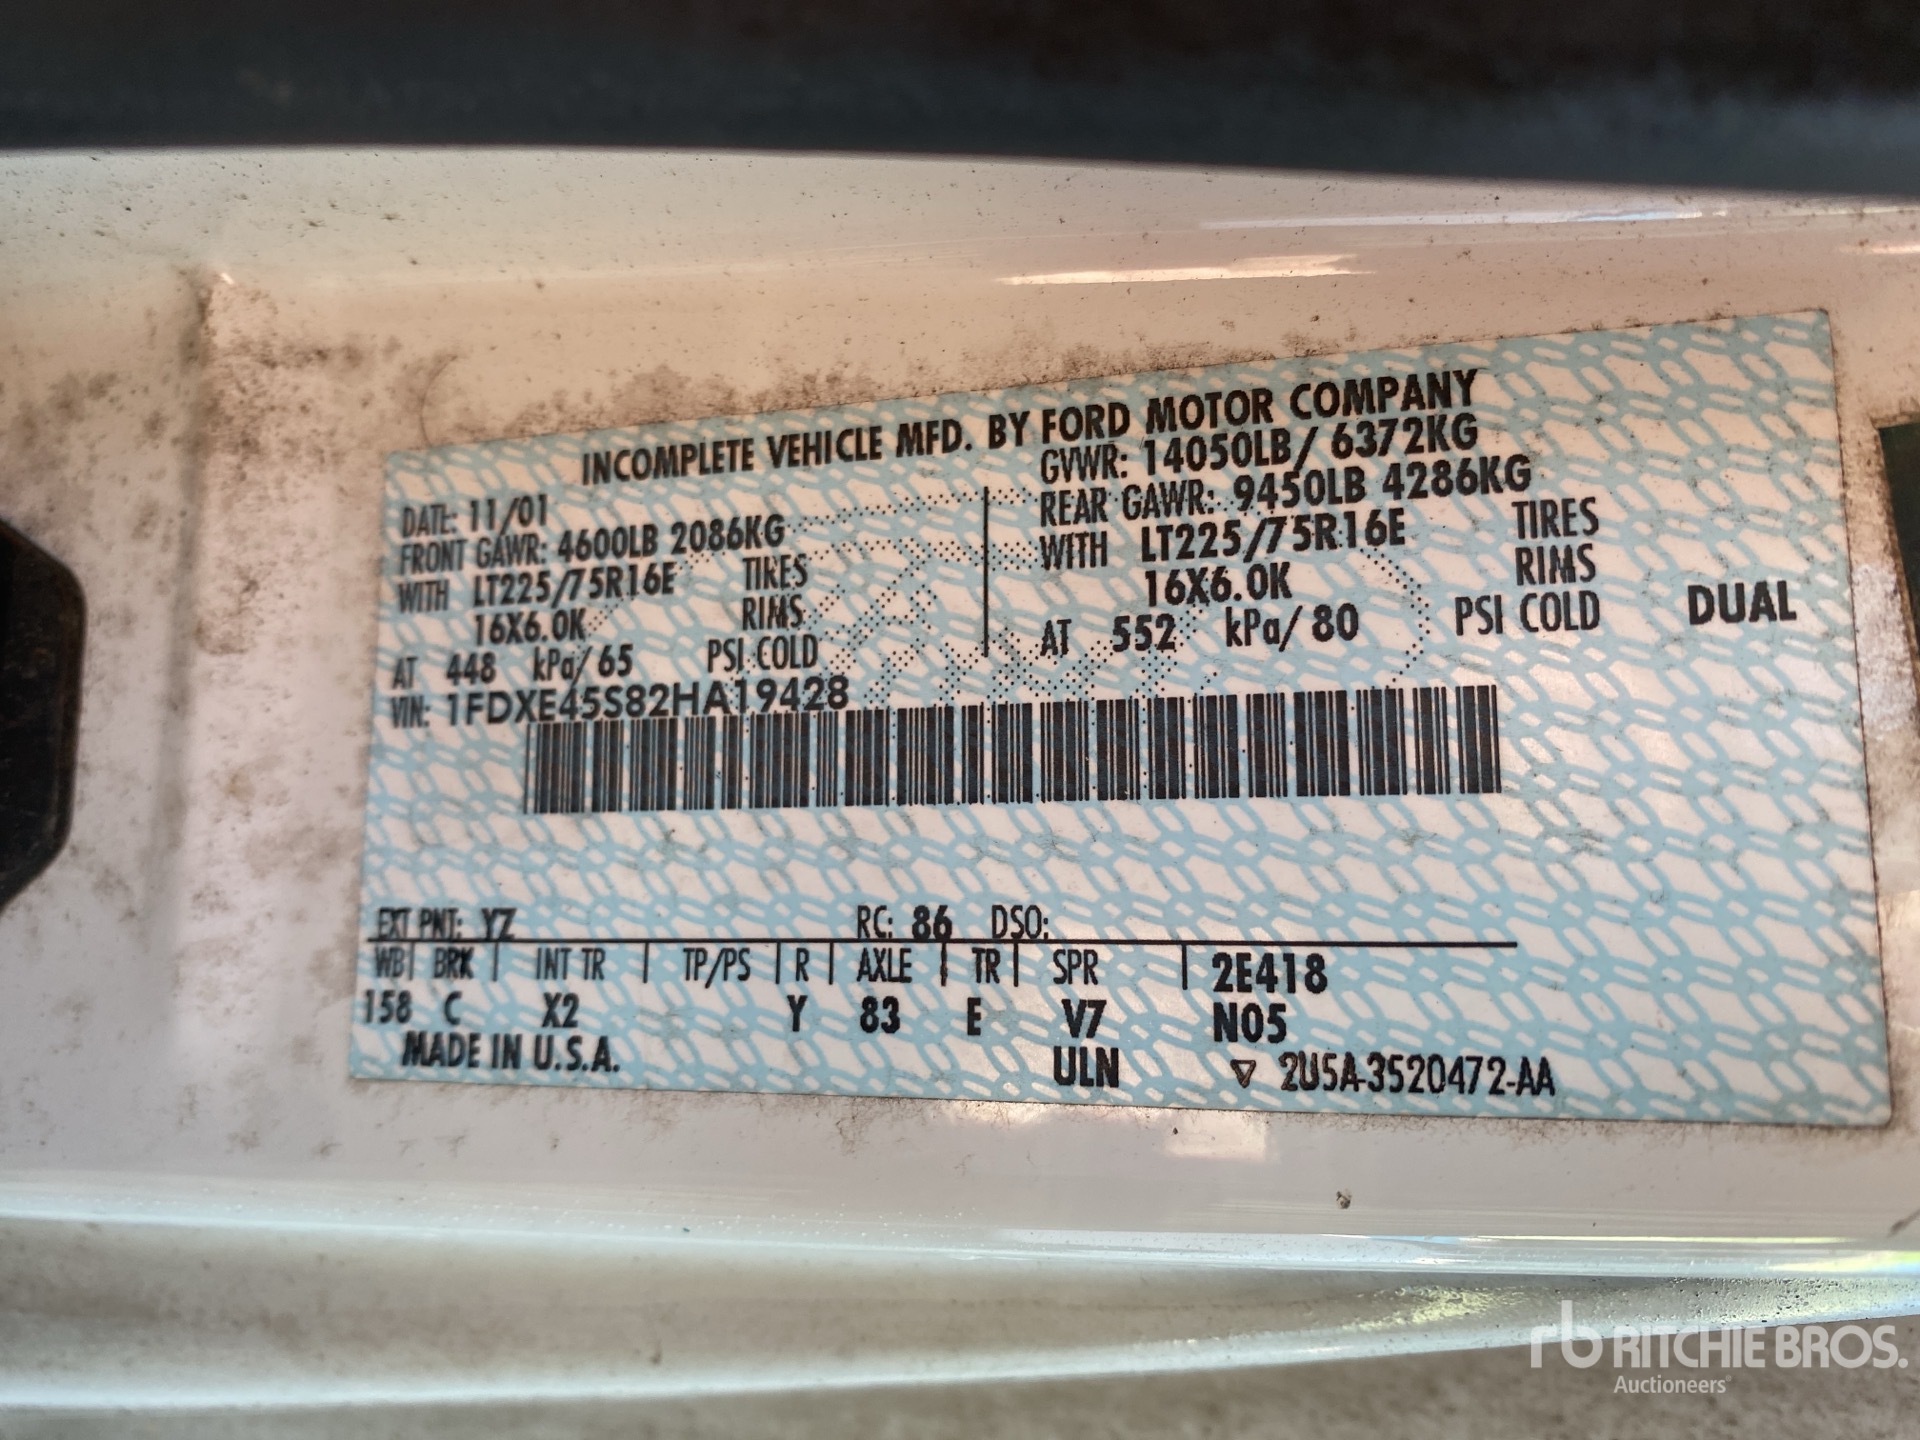 INCOMPLETE VEHICLE MFD. BY FORD MOTOR COMPANY
DATE: 11/01 GVWR: 14050LB/ 6372KG
FRONT GAWR: 4600LB 2086KG REAR GAWR: 9450LB 4286KG
WITH LT225/75R16E TIRES WITH LT225/75R16E TIRES
16X6.0K RIMS 16X6.0K RIMS
AT 448 kPa/ 65 PSI COLD AT 552 kPa/ 80 PSI COLD DUAL
VIN: 1FDXE45S82HA19428
EXT PNT: YZ RC: 86 DSO:
WB BRK INT TR TP/PS R AXLE TR SPR 2E418
158 C X2 Y 83 E V7 N05
MADE IN U.S.A. ULN 2U5A-3520472-AA
rb RITCHIE BROS.
Auctioneers